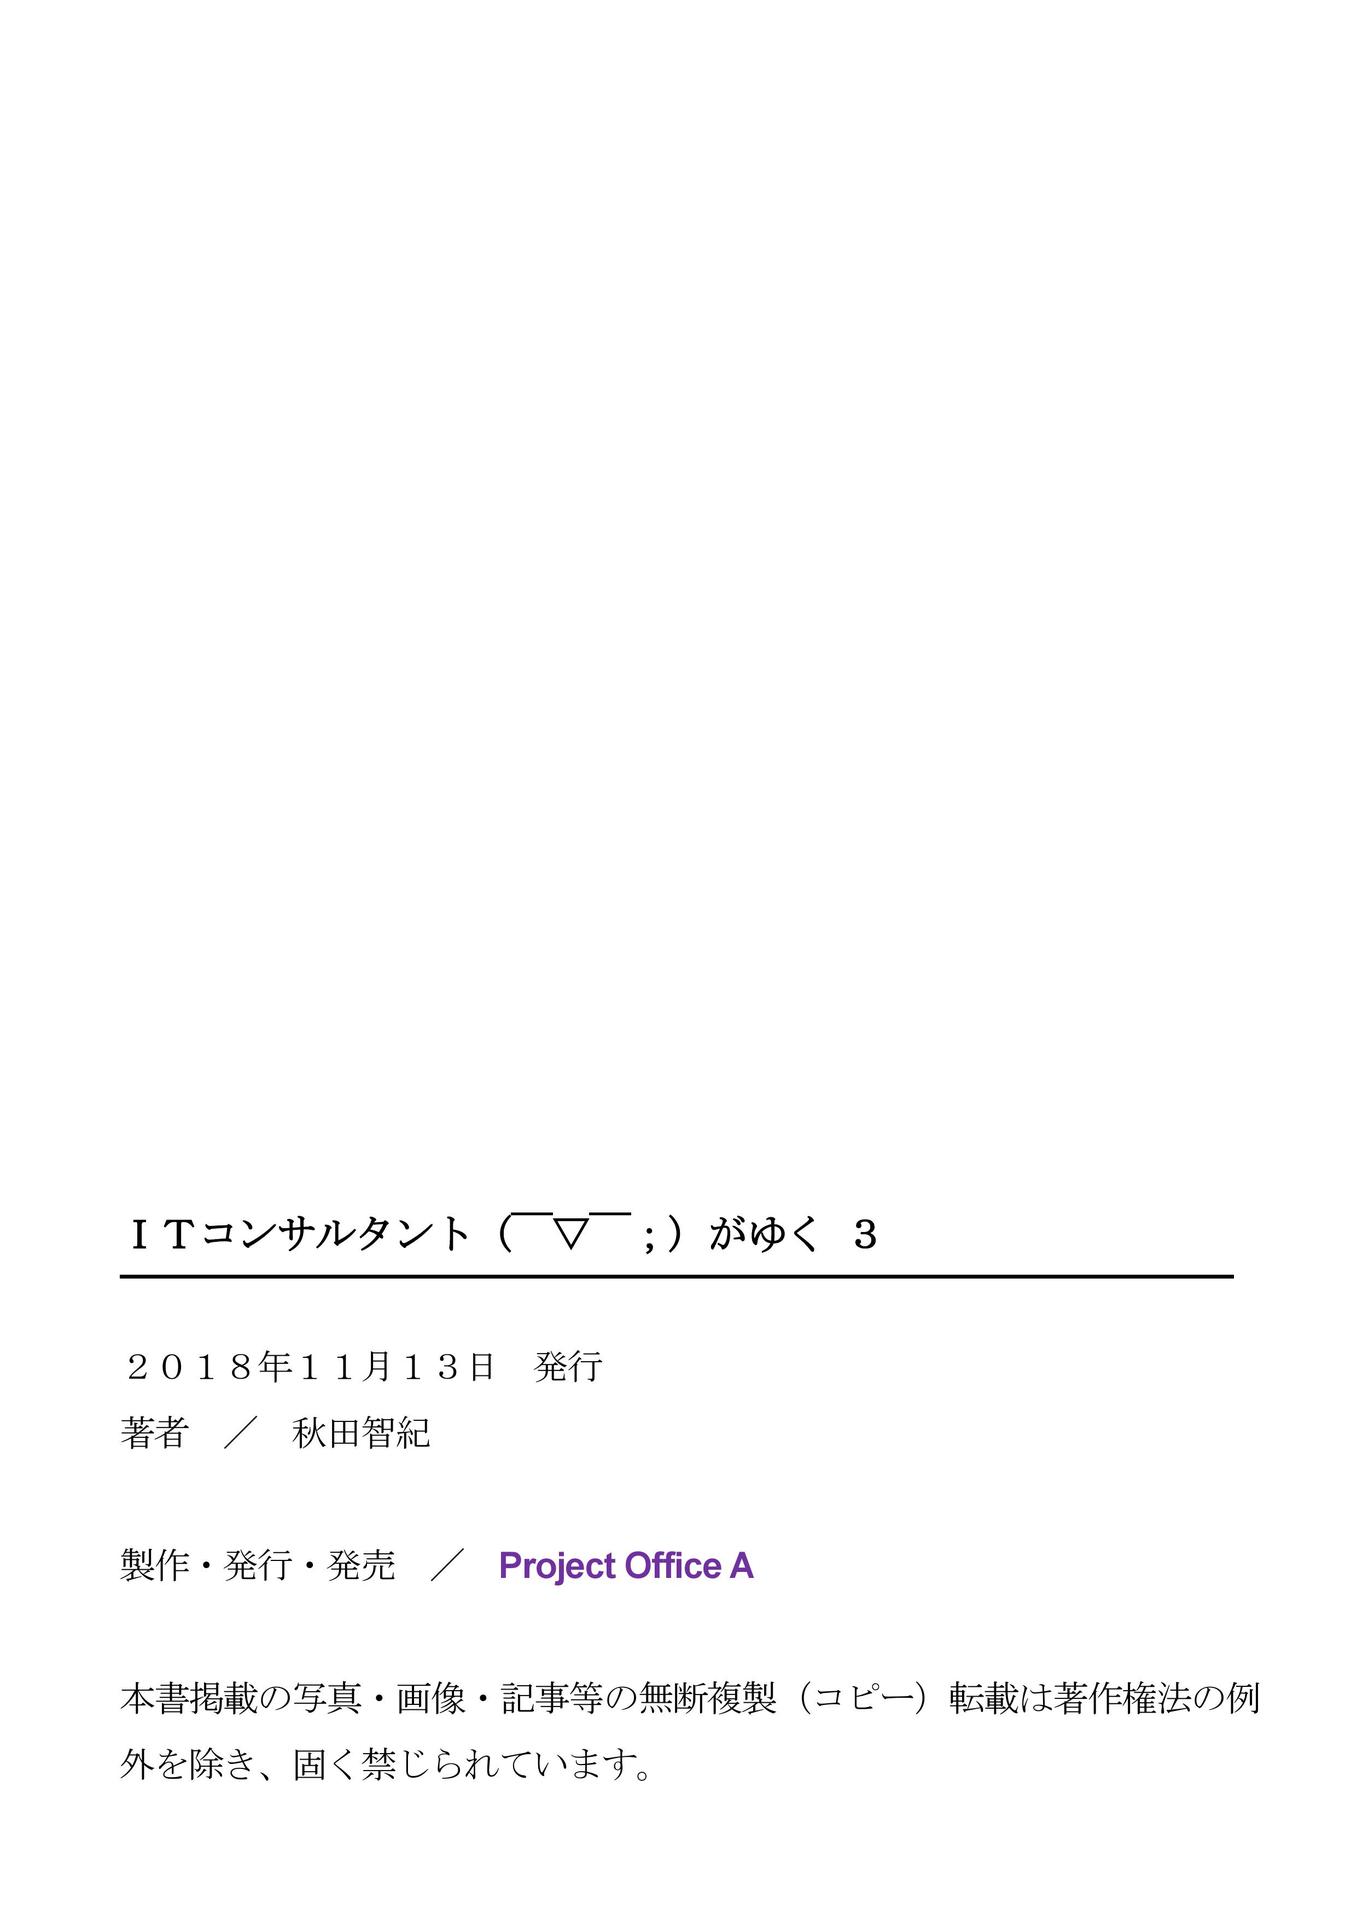 ＩＴコンサルタント（￣▽￣；）がゆく ３
２０１８年１１月１３日　発行
著者　／　秋田智紀
製作・発行・発売　／　Project Office A
本書掲載の写真・画像・記事等の無断複製（コピー）転載は著作権法の例
外を除き、固く禁じられています。